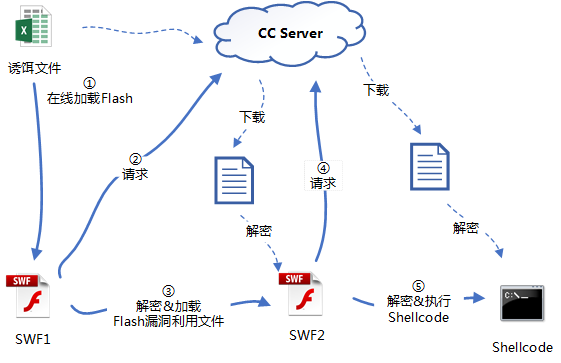 CC Server
诱饵文件
①
在线加载Flash
下载
下载
②
请求
④
请求
解密
解密
SWF
③
解密&加载
Flash漏洞利用文件
SWF
⑤
解密&执行
Shellcode
C:\_
SWF1
SWF2
Shellcode